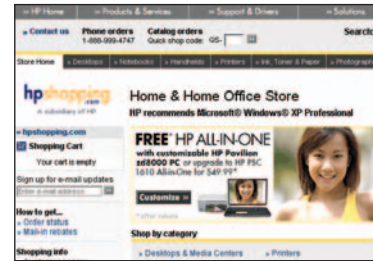 » HP Home » Products & Services » Support & Drivers » Solutions
» Contact us Phone orders Catalog orders Search
1-888-999-4747 Quick shop code: QS-
Store Home » Desktops » Notebooks » Handhelds » Printers » Ink, Toner & Paper » Photograph
hpshopping.com
a subsidiary of HP
Home & Home Office Store
HP recommends Microsoft® Windows® XP Professional
» hpshopping.com
Shopping Cart
Your cart is empty
Sign up for e-mail updates
Enter e-mail address
How to get...
» Order status
» Mail-in rebates
Shopping info
FREE* HP ALL-IN-ONE
with customizable HP Pavilion
zd8000 PC or upgrade to HP PSC
1610 All-in-One for $49.99*
Customize »
*after rebate
Shop by category
» Desktops & Media Centers » Printers